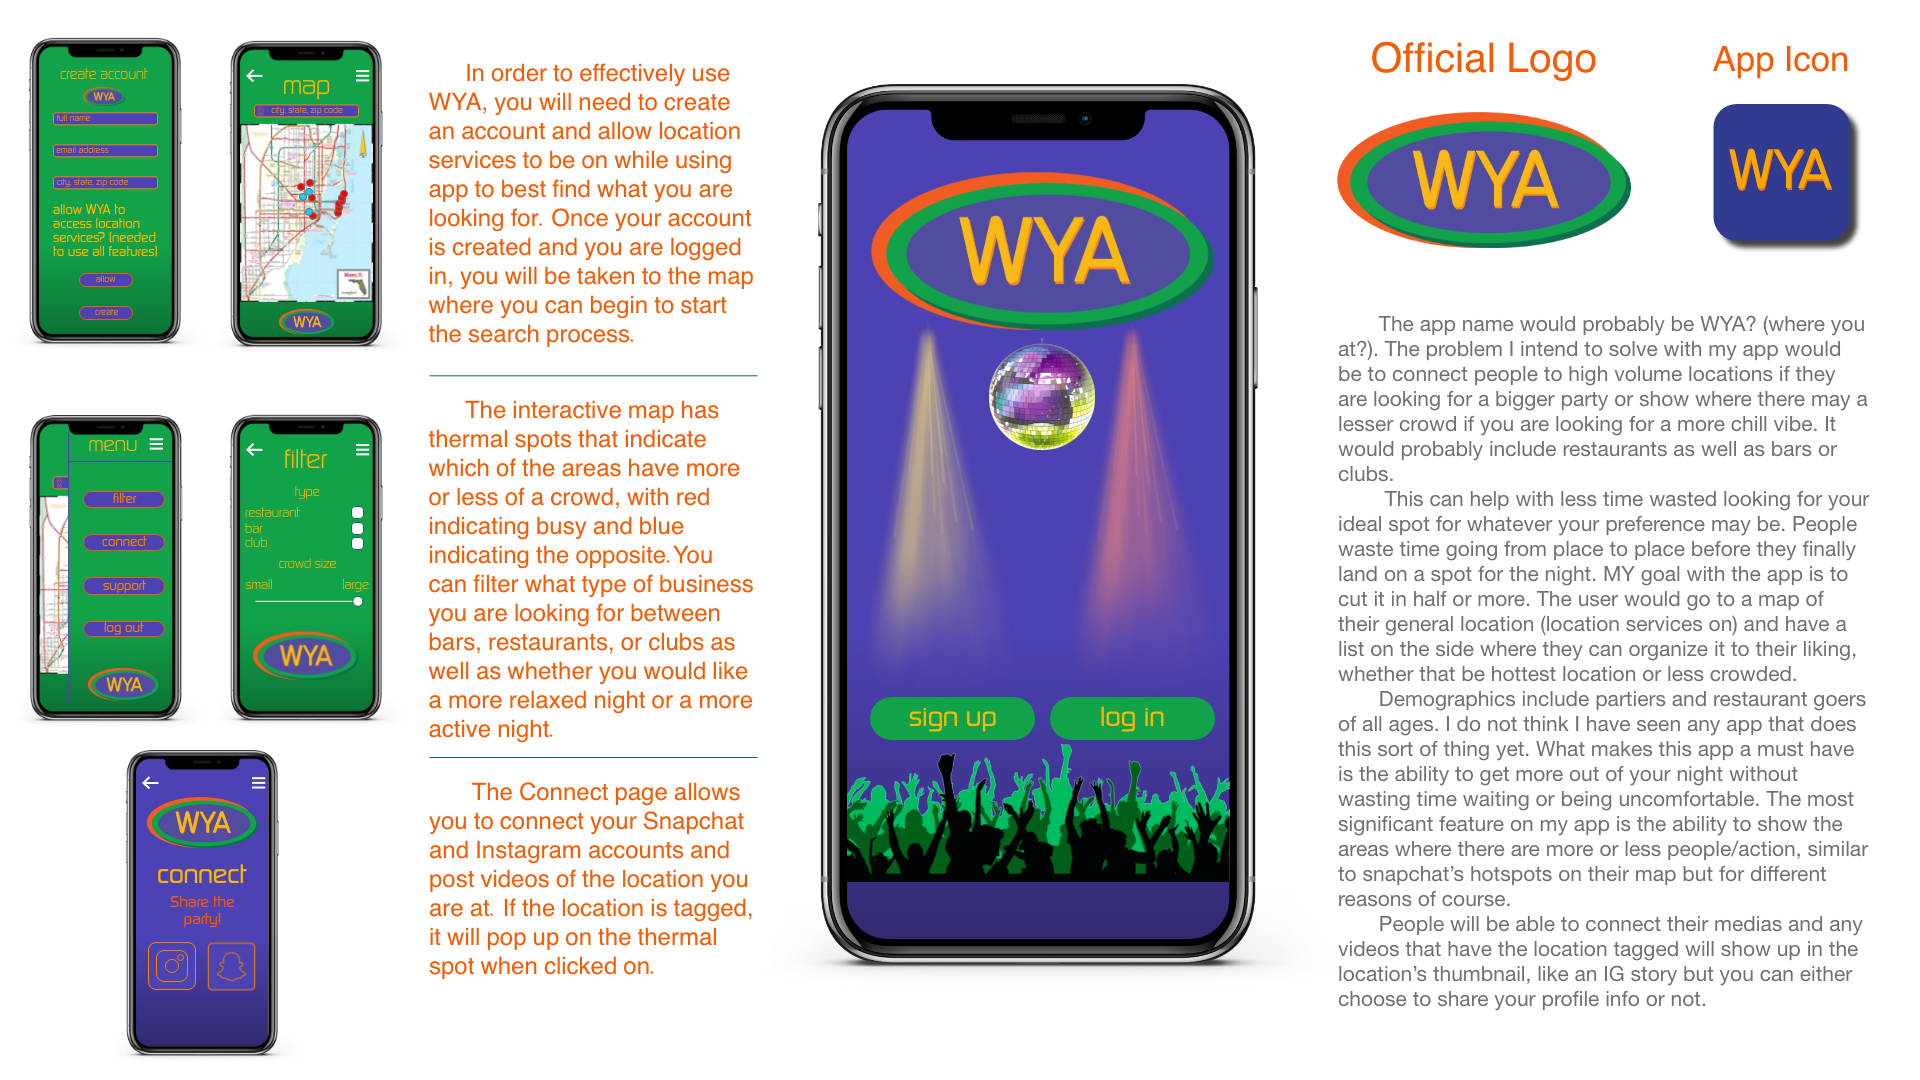 create account
WYA
full name
email address
city, state, zip code
allow WYA to
access location
services? (needed
to use all features)
allow
create
map
city, state, zip code
Miami, FL
WYA
menu
filter
connect
support
log out
WYA
filter
type
restaurant
bar
club
crowd size
small large
WYA
WYA
connect
Share the
party!
In order to effectively use
WYA, you will need to create
an account and allow location
services to be on while using
app to best find what you are
looking for. Once your account
is created and you are logged
in, you will be taken to the map
where you can begin to start
the search process.
The interactive map has
thermal spots that indicate
which of the areas have more
or less of a crowd, with red
indicating busy and blue
indicating the opposite. You
can filter what type of business
you are looking for between
bars, restaurants, or clubs as
well as whether you would like
a more relaxed night or a more
active night.
The Connect page allows
you to connect your Snapchat
and Instagram accounts and
post videos of the location you
are at. If the location is tagged,
it will pop up on the thermal
spot when clicked on.
WYA
sign up
log in
Official Logo
WYA
App Icon
WYA
The app name would probably be WYA? (where you
at?). The problem I intend to solve with my app would
be to connect people to high volume locations if they
are looking for a bigger party or show where there may a
lesser crowd if you are looking for a more chill vibe. It
would probably include restaurants as well as bars or
clubs.
This can help with less time wasted looking for your
ideal spot for whatever your preference may be. People
waste time going from place to place before they finally
land on a spot for the night. MY goal with the app is to
cut it in half or more. The user would go to a map of
their general location (location services on) and have a
list on the side where they can organize it to their liking,
whether that be hottest location or less crowded.
Demographics include partiers and restaurant goers
of all ages. I do not think I have seen any app that does
this sort of thing yet. What makes this app a must have
is the ability to get more out of your night without
wasting time waiting or being uncomfortable. The most
significant feature on my app is the ability to show the
areas where there are more or less people/action, similar
to snapchat's hotspots on their map but for different
reasons of course.
People will be able to connect their medias and any
videos that have the location tagged will show up in the
location's thumbnail, like an IG story but you can either
choose to share your profile info or not.